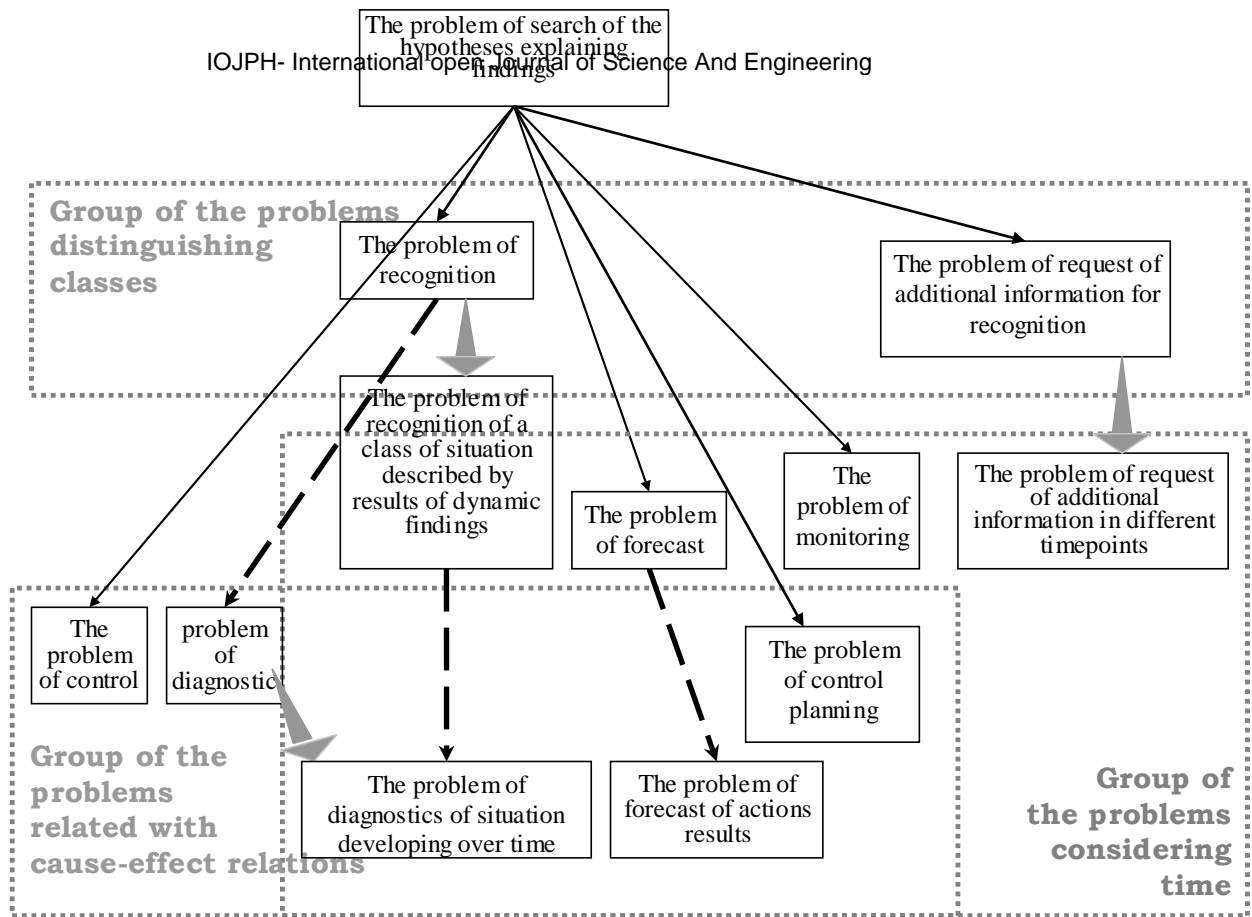 The problem of search of the
hypotheses explaining
findings
IOJPH- International open Journal of Science And Engineering
Group of the problems
distinguishing
classes
The problem of
recognition
The problem of request of
additional information for
recognition
The problem of
recognition of a
class of situation
described by
results of dynamic
findings
The problem
of forecast
The
problem of
monitoring
The problem of request
of additional
information in different
timepoints
The
problem
of control
problem
of
diagnostic
The problem
of control
planning
Group of the
problems
related with
cause-effect relations
The problem of
diagnostics of situation
developing over time
The problem of
forecast of actions
results
Group of
the problems
considering
time